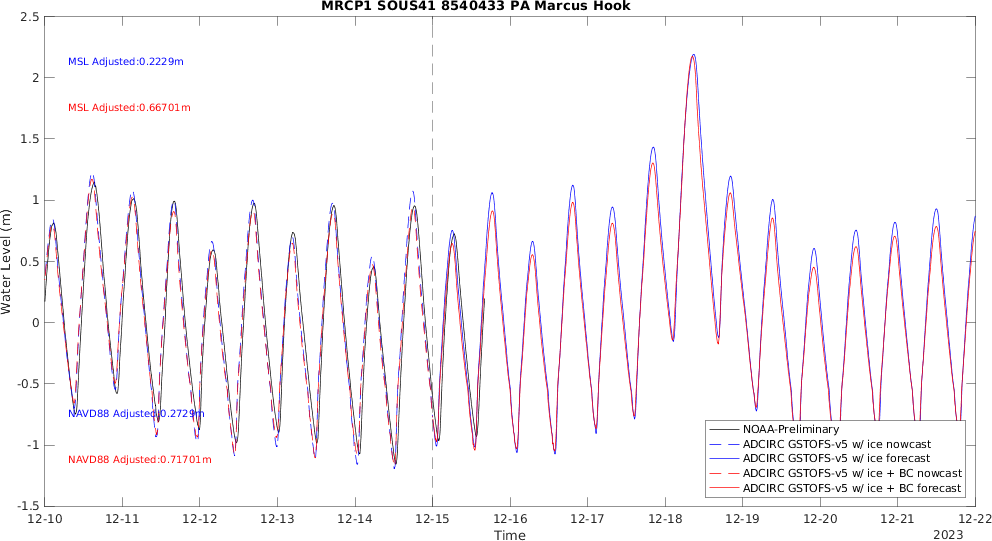 MRCP1 SOUS41 8540433 PA Marcus Hook
2.5
2
1.5
1
0.5
0
-0.5
-1
-1.5
Water Level (m)
MSL Adjusted:0.2229m
MSL Adjusted:0.66701m
NAVD88 Adjusted:0.2729m
NAVD88 Adjusted:0.71701m
NOAA-Preliminary
ADCIRC GSTOFS-v5 w/ ice nowcast
ADCIRC GSTOFS-v5 w/ ice forecast
ADCIRC GSTOFS-v5 w/ ice + BC nowcast
ADCIRC GSTOFS-v5 w/ ice + BC forecast
12-10 12-11 12-12 12-13 12-14 12-15 12-16 12-17 12-18 12-19 12-20 12-21 12-22
Time
2023